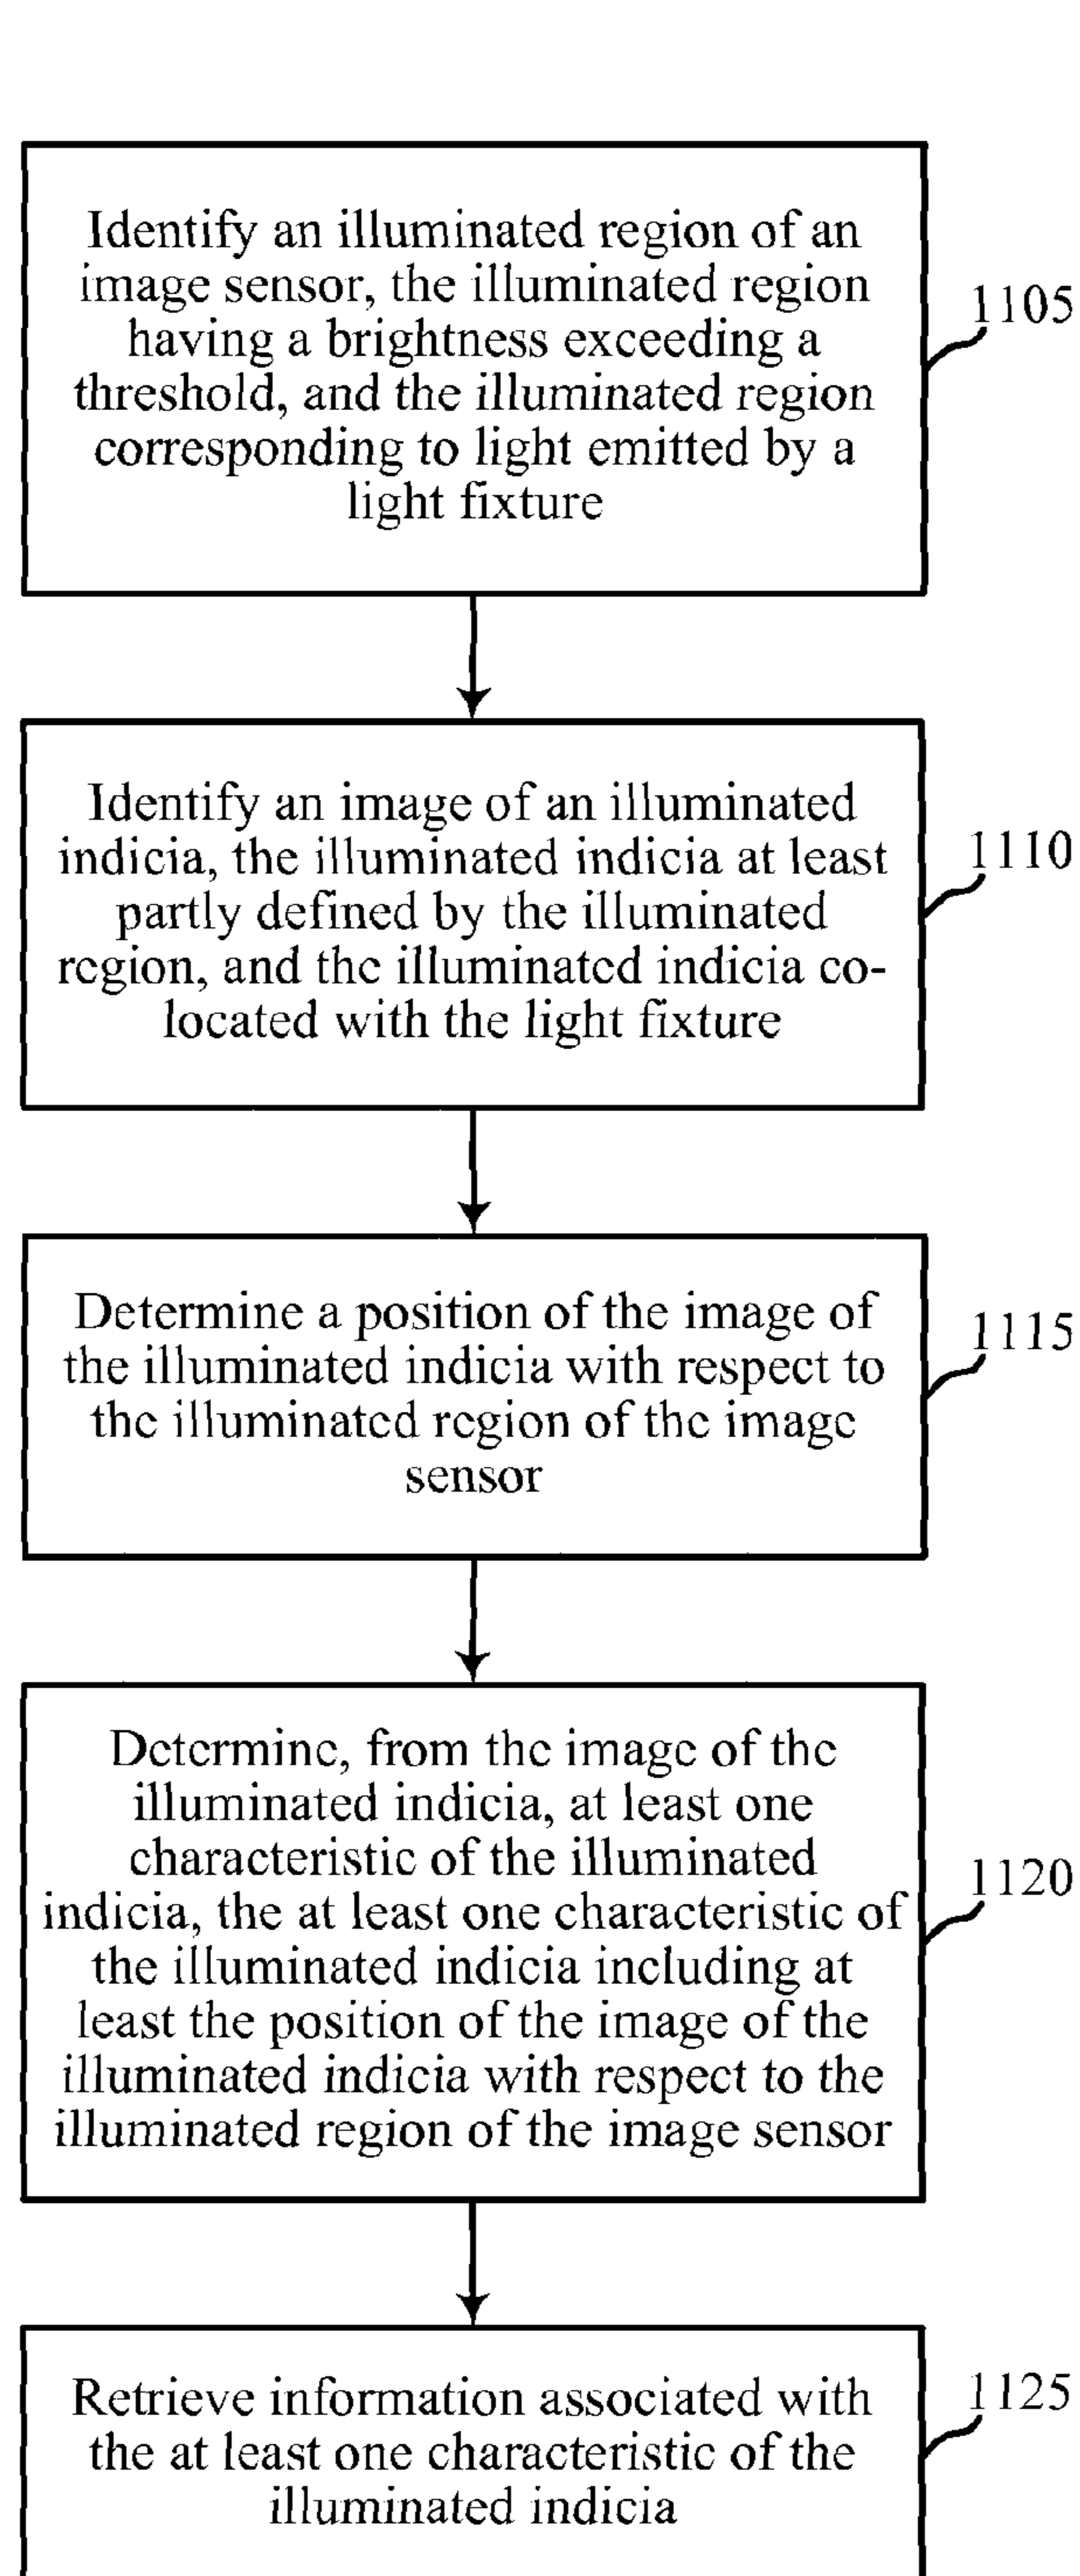 Identify an illuminated region of an
image sensor, the illuminated region
having a brightness exceeding a
threshold, and the illuminated region
corresponding to light emitted by a
light fixture
1105
Identify an image of an illuminated
indicia, the illuminated indicia at least
partly defined by the illuminated
region, and the illuminated indicia co-
located with the light fixture
1110
Determine a position of the image of
the illuminated indicia with respect to
the illuminated region of the image
sensor
1115
Determine, from the image of the
illuminated indicia, at least one
characteristic of the illuminated
indicia, the at least one characteristic of
the illuminated indicia including at
least the position of the image of the
illuminated indicia with respect to the
illuminated region of the image sensor
1120
Retrieve information associated with
the at least one characteristic of the
illuminated indicia
1125